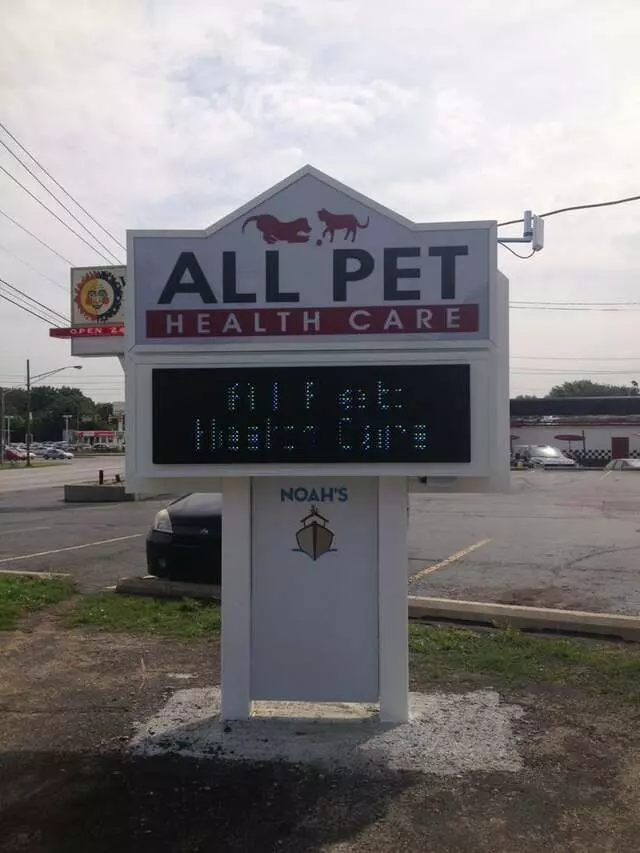 ALL PET
HEALTH CARE
All Pet
Health Care
NOAH'S
OPEN 24